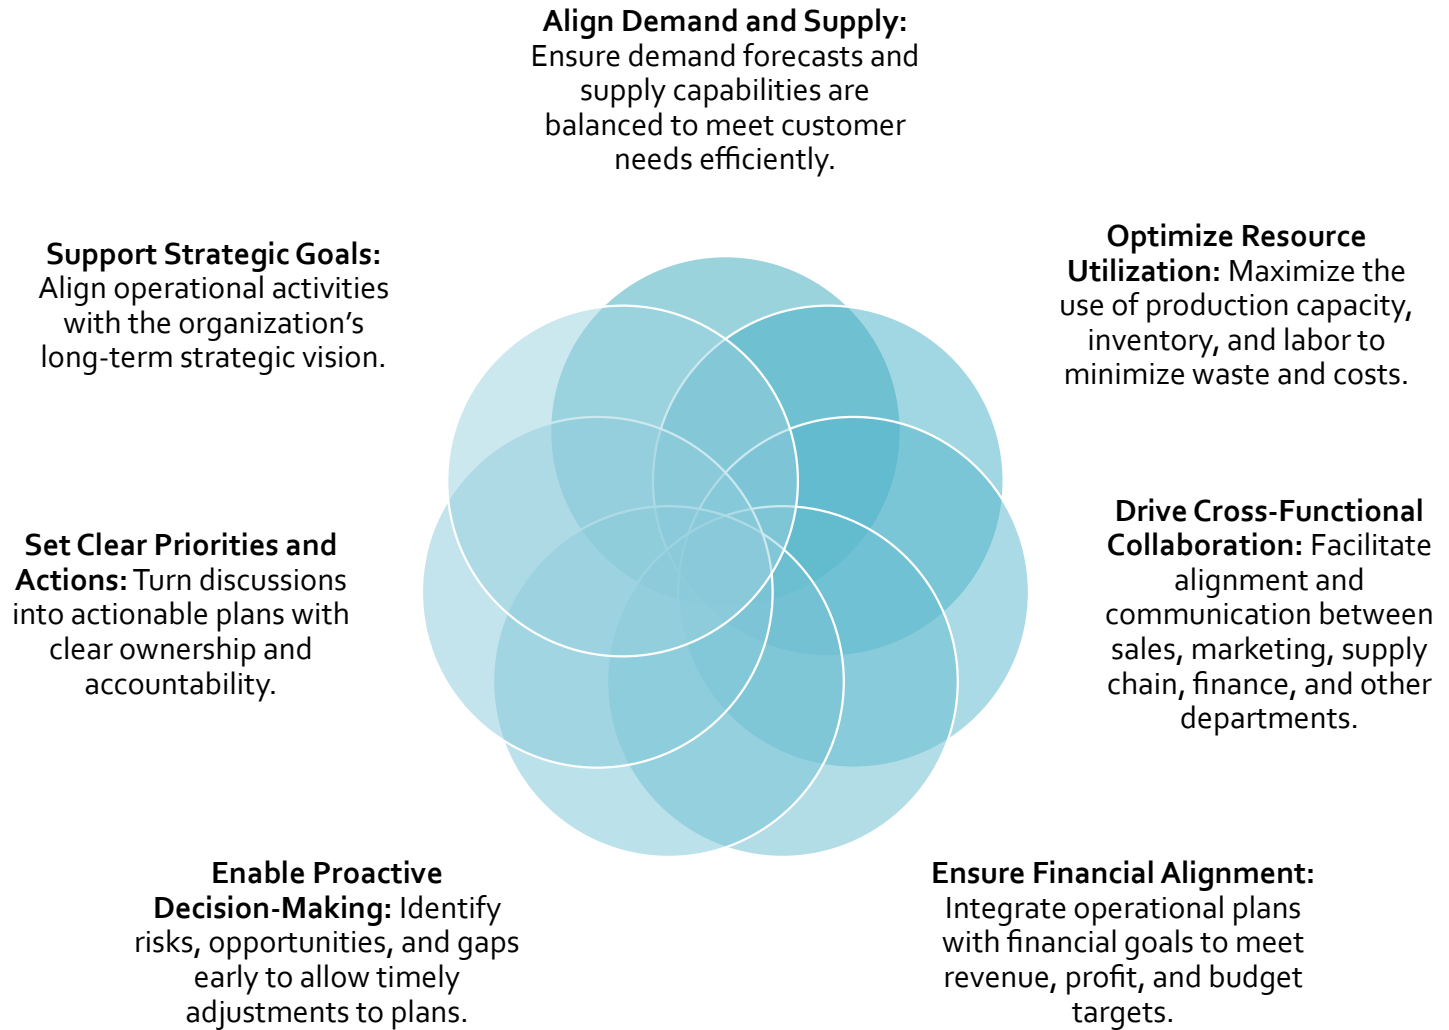 Align Demand and Supply:
Ensure demand forecasts and
supply capabilities are
balanced to meet customer
needs efficiently.
Optimize Resource
Utilization: Maximize the
use of production capacity,
inventory, and labor to
minimize waste and costs.
Drive Cross-Functional
Collaboration: Facilitate
alignment and
communication between
sales, marketing, supply
chain, finance, and other
departments.
Ensure Financial Alignment:
Integrate operational plans
with financial goals to meet
revenue, profit, and budget
targets.
Enable Proactive
Decision-Making: Identify
risks, opportunities, and gaps
early to allow timely
adjustments to plans.
Set Clear Priorities and
Actions: Turn discussions
into actionable plans with
clear ownership and
accountability.
Support Strategic Goals:
Align operational activities
with the organization’s
long-term strategic vision.